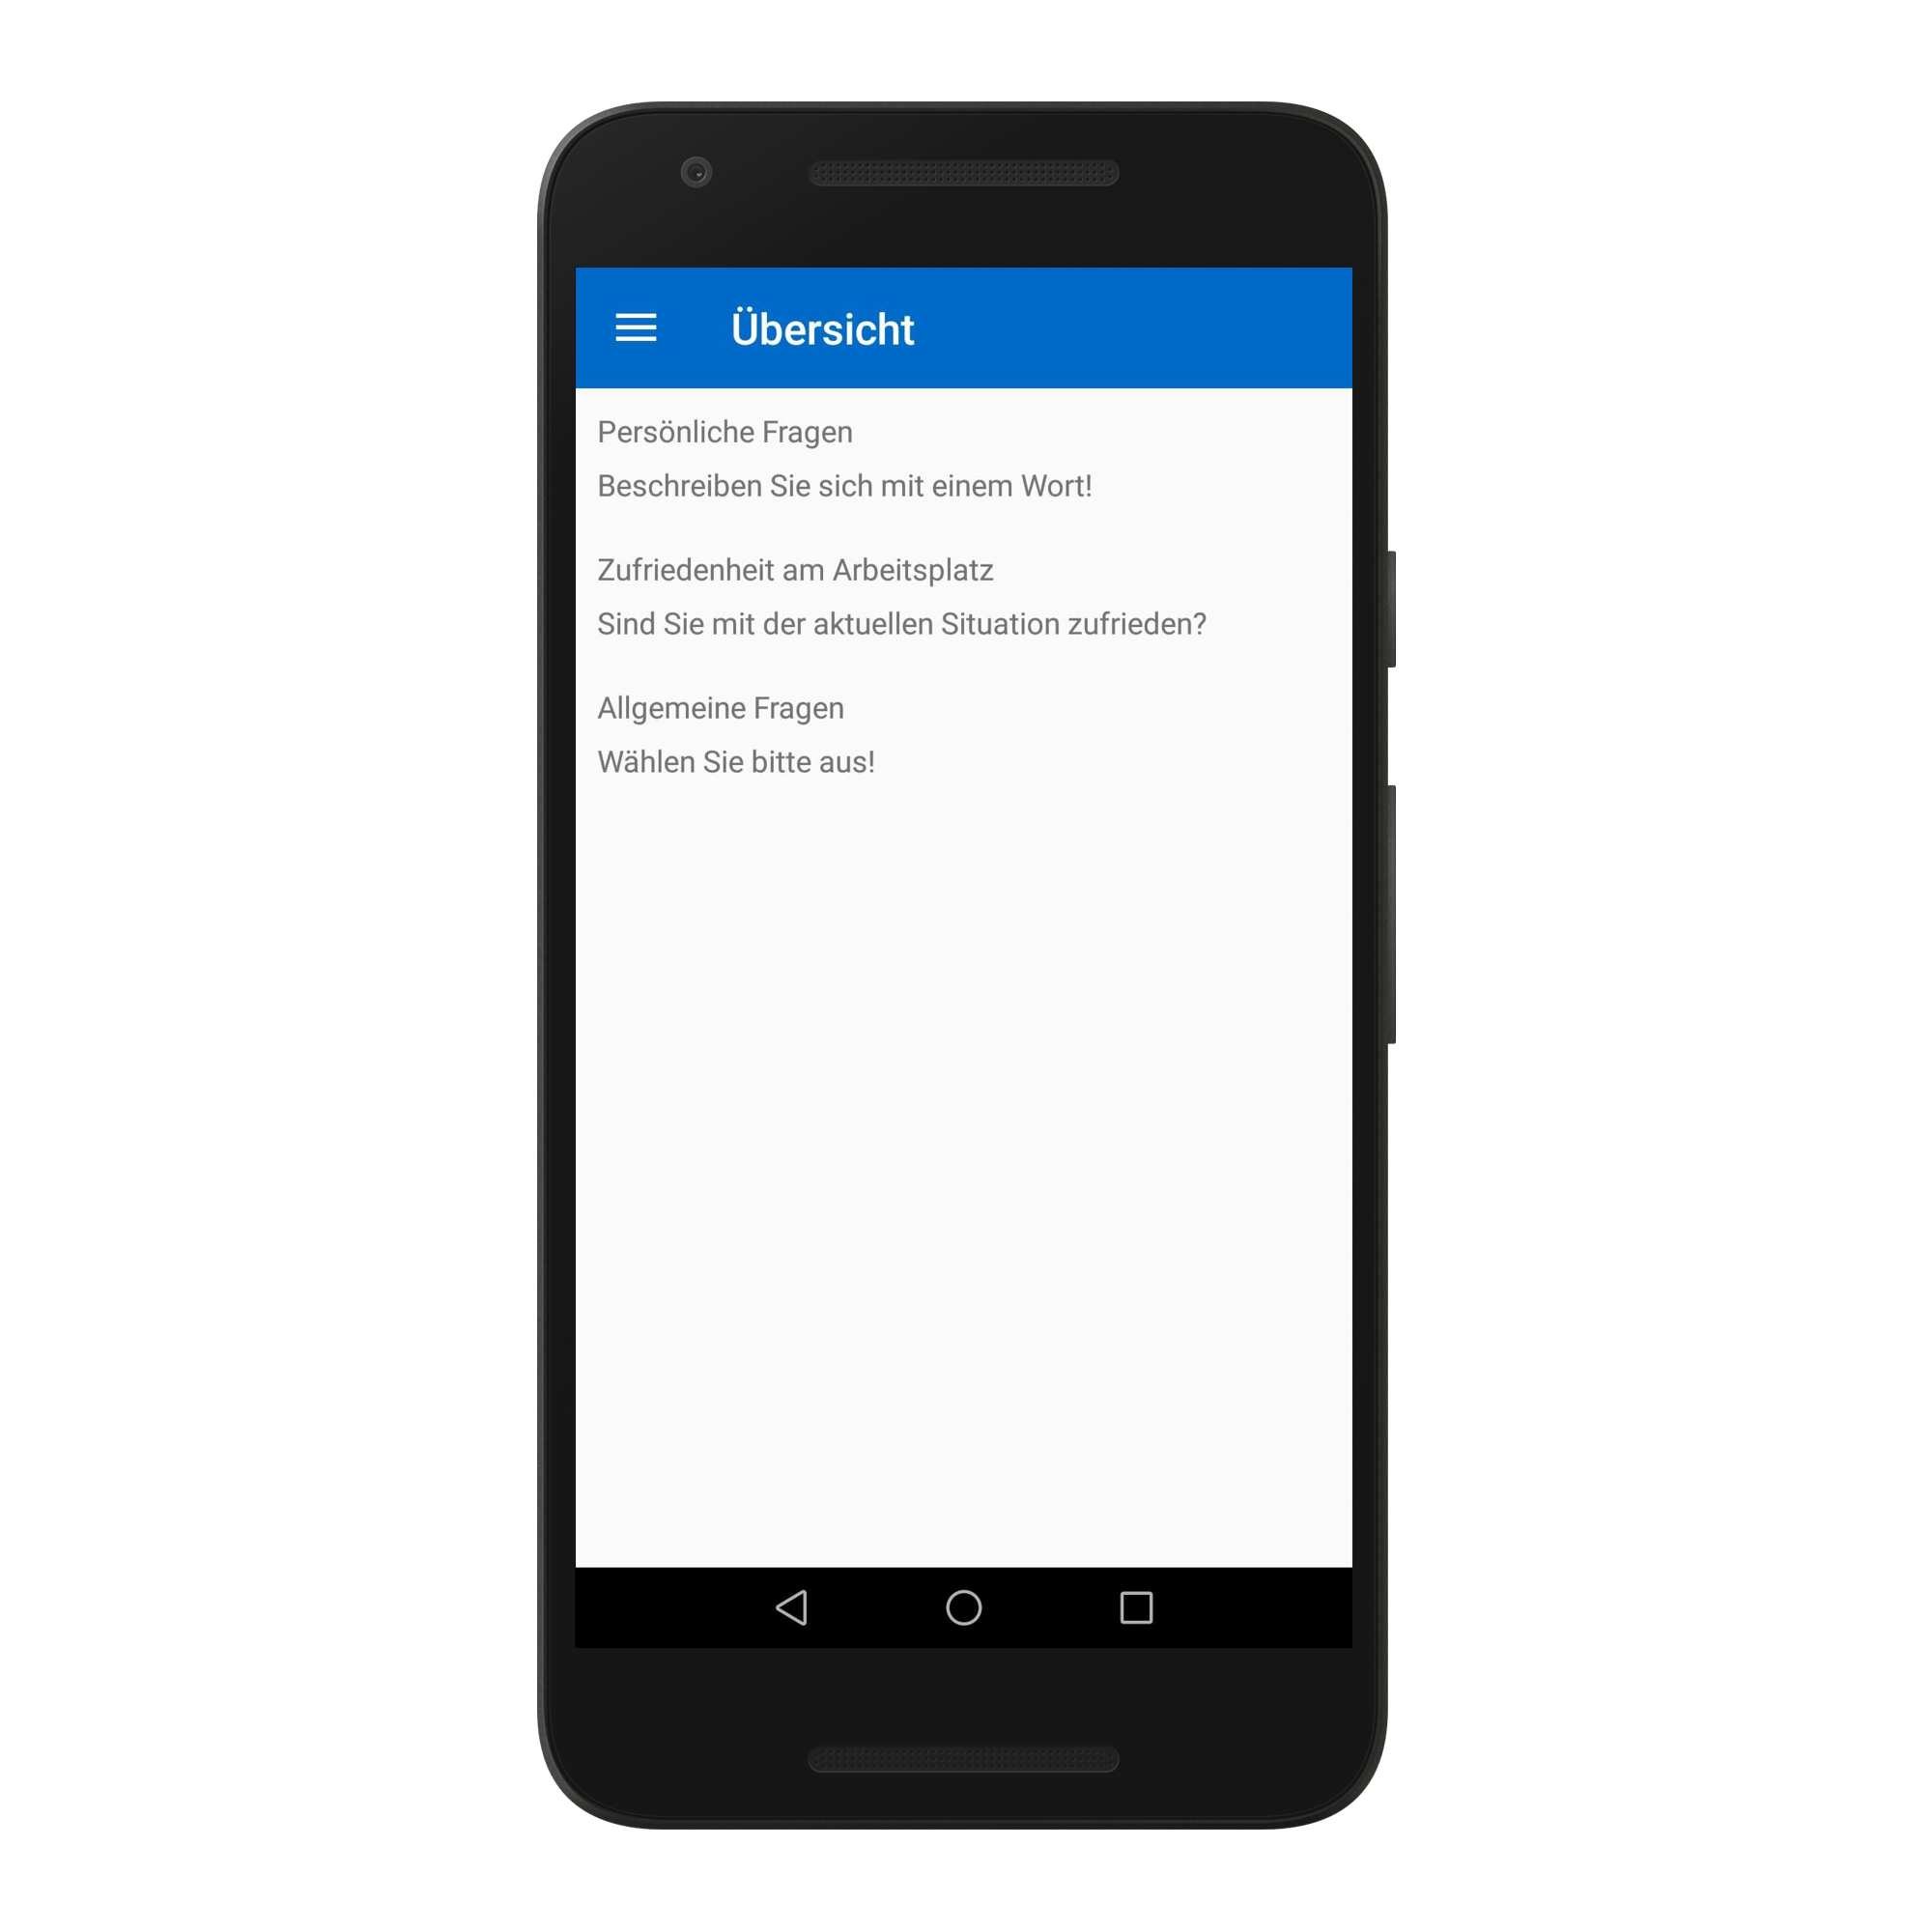 Übersicht
Persönliche Fragen
Beschreiben Sie sich mit einem Wort!
Zufriedenheit am Arbeitsplatz
Sind Sie mit der aktuellen Situation zufrieden?
Allgemeine Fragen
Wählen Sie bitte aus!